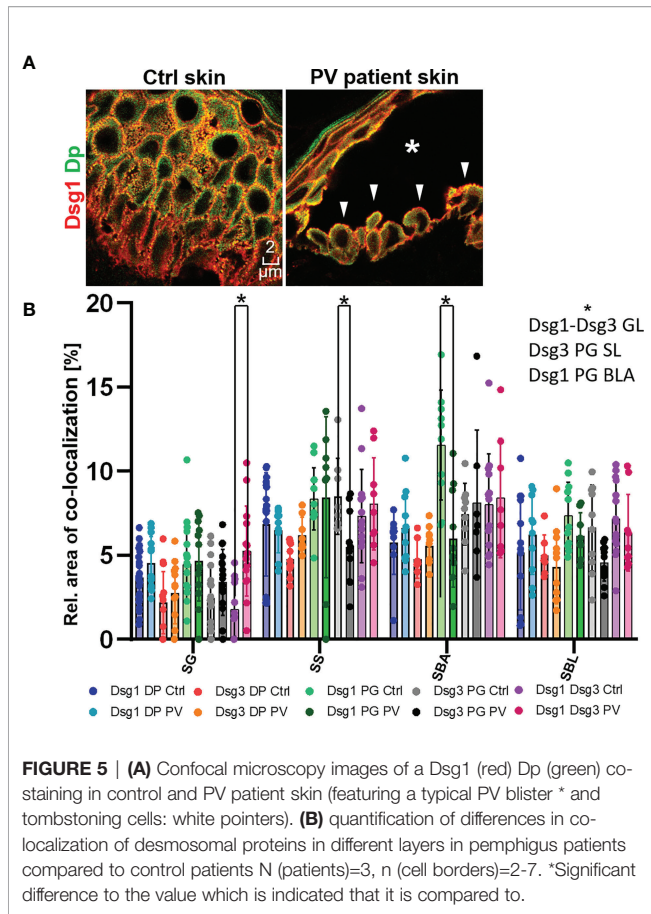 A
Ctrl skin PV patient skin
Dsg1 Dp
*
2
µm
B
Rel. area of co-localization [%]
20
15
10
5
0
* * *
*
Dsg1-Dsg3 GL
Dsg3 PG SL
Dsg1 PG BLA
SG SS SBA SBL
Dsg1 DP Ctrl Dsg3 DP Ctrl Dsg1 PG Ctrl Dsg3 PG Ctrl Dsg1 Dsg3 Ctrl
Dsg1 DP PV Dsg3 DP PV Dsg1 PG PV Dsg3 PG PV Dsg1 Dsg3 PV
FIGURE 5 | (A) Confocal microscopy images of a Dsg1 (red) Dp (green) co-
staining in control and PV patient skin (featuring a typical PV blister * and
tombstoning cells: white pointers). (B) quantification of differences in co-
localization of desmosomal proteins in different layers in pemphigus patients
compared to control patients N (patients)=3, n (cell borders)=2-7. *Significant
difference to the value which is indicated that it is compared to.